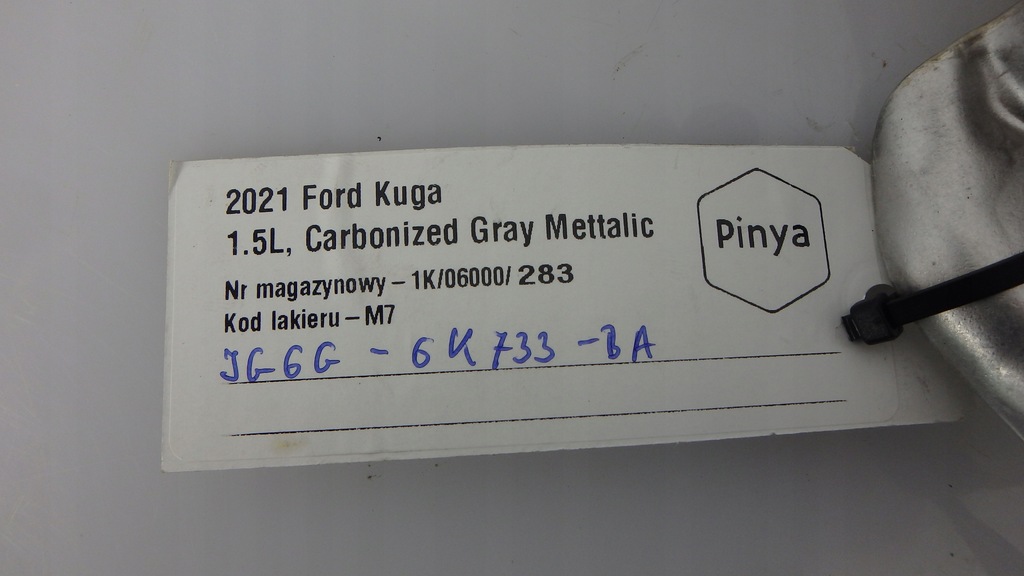 2021 Ford Kuga
1.5L, Carbonized Gray Mettalic
Nr magazynowy – 1K/06000/ 283
Kod lakieru – M7
JG6G - 6K733 - BA
Pinya